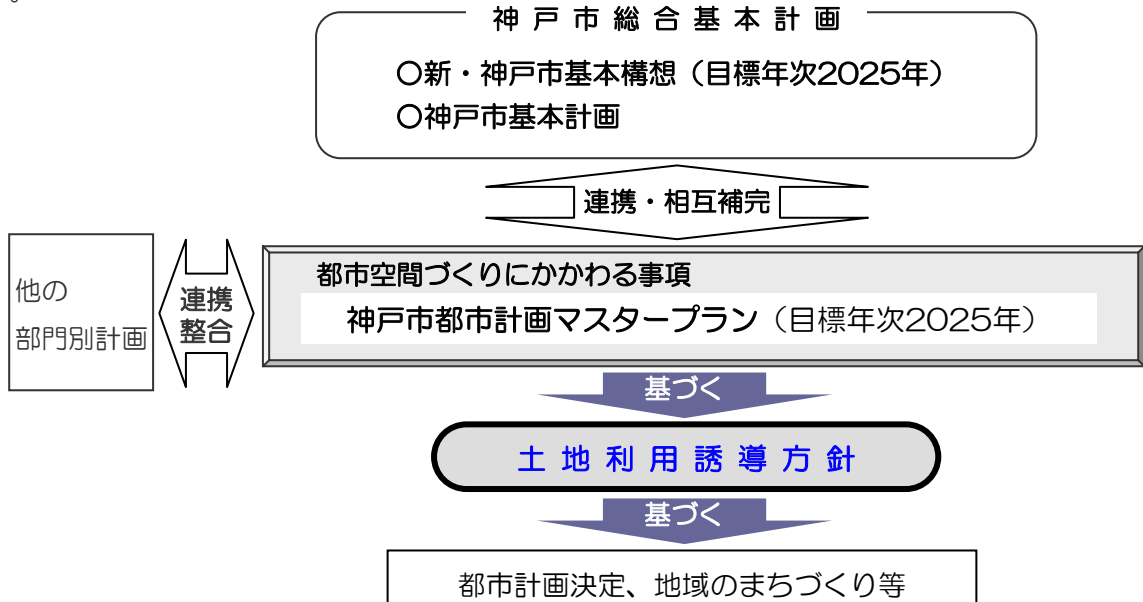 。
神戸市総合基本計画
〇新・神戸市基本構想（目標年次2025年）
〇神戸市基本計画
連携・相互補完
他の
部門別計画
連携
整合
都市空間づくりにかかわる事項
神戸市都市計画マスタープラン（目標年次2025年）
基づく
土地利用誘導方針
基づく
都市計画決定、地域のまちづくり等